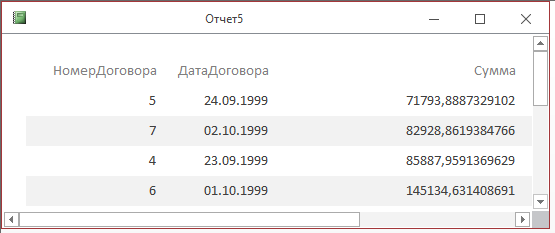 Отчет5
НомерДоговора ДатаДоговора Сумма
5 24.09.1999 71793,8887329102
7 02.10.1999 82928,8619384766
4 23.09.1999 85887,9591369629
6 01.10.1999 145134,631408691